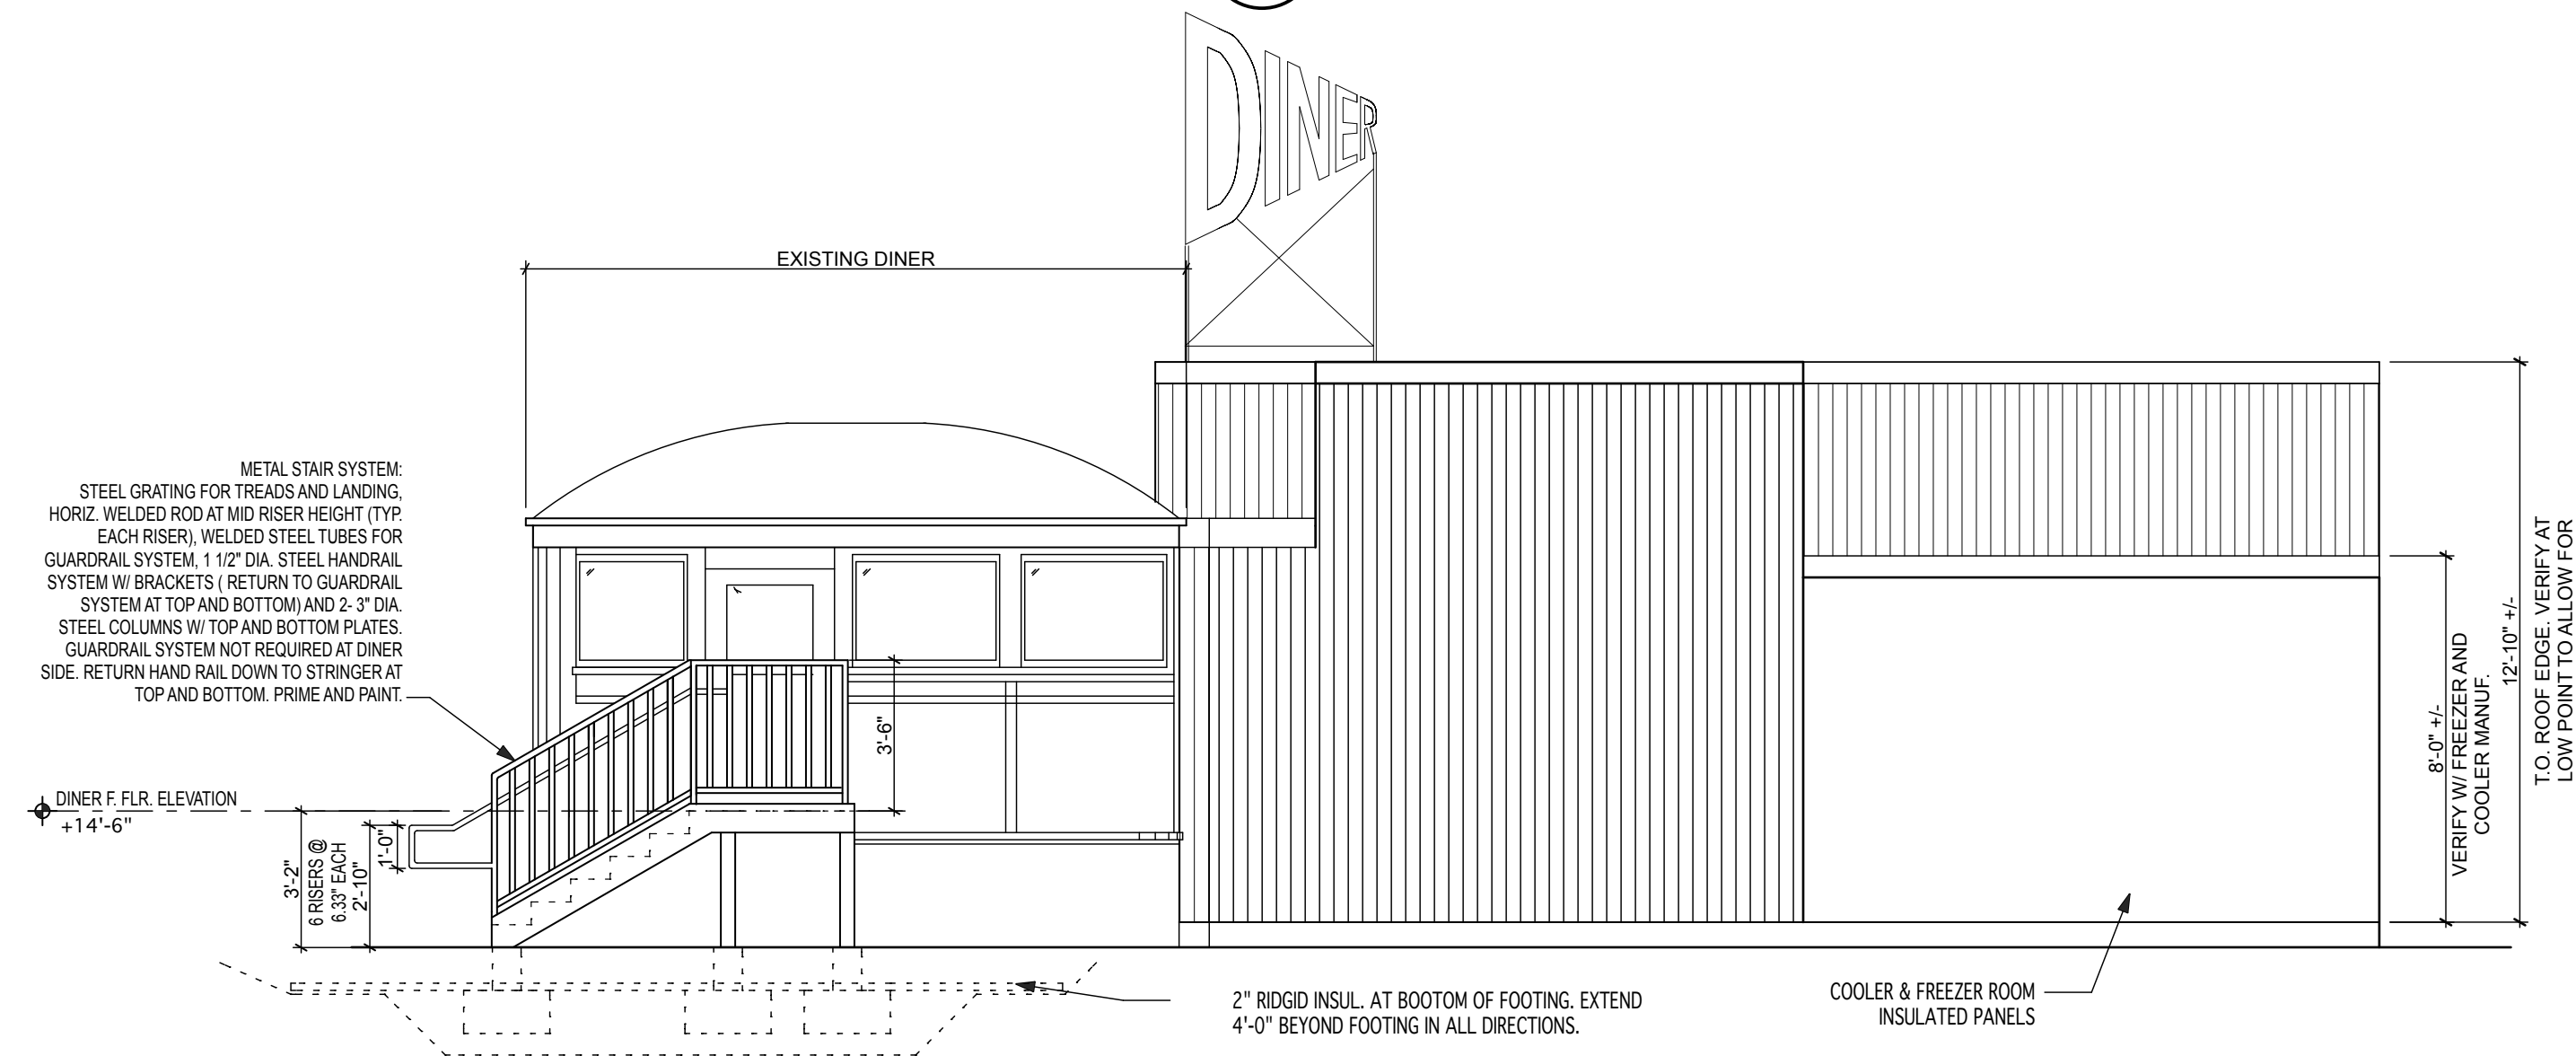 DINER
EXISTING DINER
METAL STAIR SYSTEM:
STEEL GRATING FOR TREADS AND LANDING,
HORIZ. WELDED ROD AT MID RISER HEIGHT (TYP.
EACH RISER), WELDED STEEL TUBES FOR
GUARDRAIL SYSTEM, 1 1/2" DIA. STEEL HANDRAIL
SYSTEM W/ BRACKETS ( RETURN TO GUARDRAIL
SYSTEM AT TOP AND BOTTOM) AND 2- 3" DIA.
STEEL COLUMNS W/ TOP AND BOTTOM PLATES.
GUARDRAIL SYSTEM NOT REQUIRED AT DINER
SIDE. RETURN HAND RAIL DOWN TO STRINGER AT
TOP AND BOTTOM. PRIME AND PAINT.
DINER F. FLR. ELEVATION
+14'-6"
3'-2"
6 RISERS @
6.33" EACH
2'-10"
1'-0"
3'-6"
8'-0" +/-
VERIFY W/ FREEZER AND
COOLER MANUF.
12'-10" +/-
T.O. ROOF EDGE. VERIFY AT
LOW POINT TO ALLOW FOR
2" RIDGID INSUL. AT BOOTOM OF FOOTING. EXTEND
4'-0" BEYOND FOOTING IN ALL DIRECTIONS.
COOLER & FREEZER ROOM
INSULATED PANELS